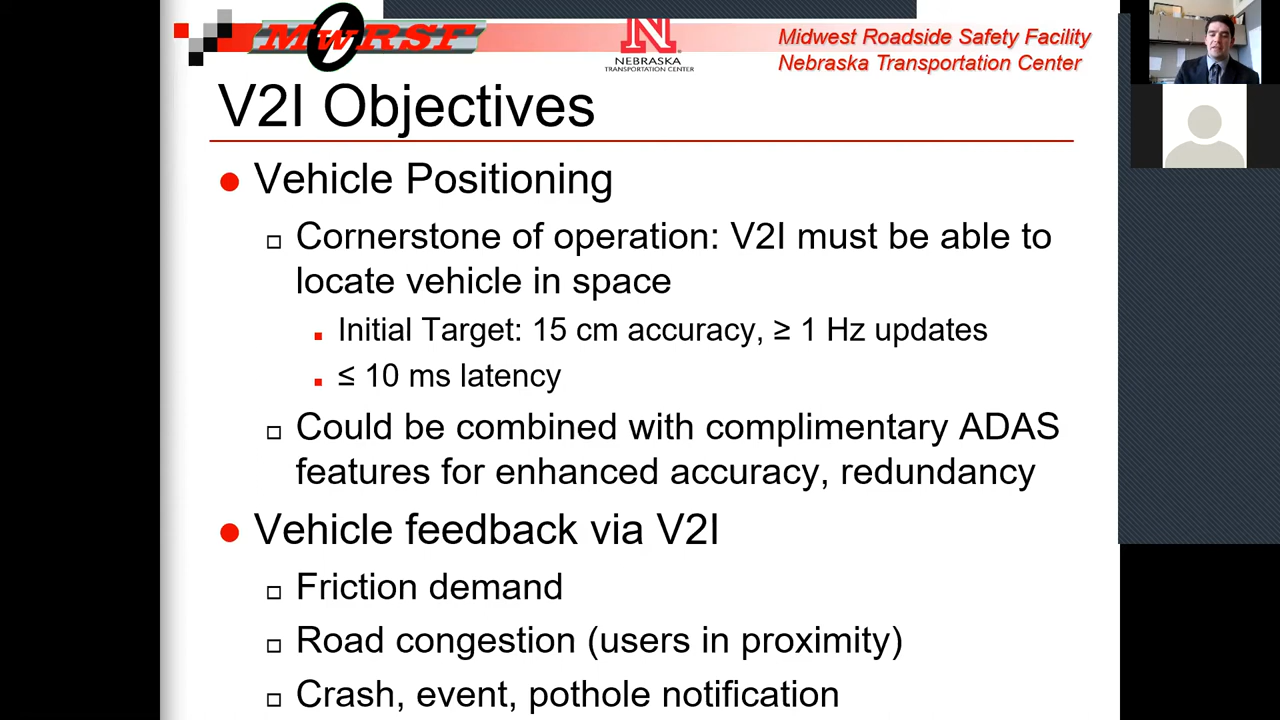 MwRSF
N
NEBRASKA
TRANSPORTATION CENTER
Midwest Roadside Safety Facility
Nebraska Transportation Center
V2I Objectives
Vehicle Positioning
Cornerstone of operation: V2I must be able to
locate vehicle in space
Initial Target: 15 cm accuracy, ≥ 1 Hz updates
≤ 10 ms latency
Could be combined with complimentary ADAS
features for enhanced accuracy, redundancy
Vehicle feedback via V2I
Friction demand
Road congestion (users in proximity)
Crash, event, pothole notification